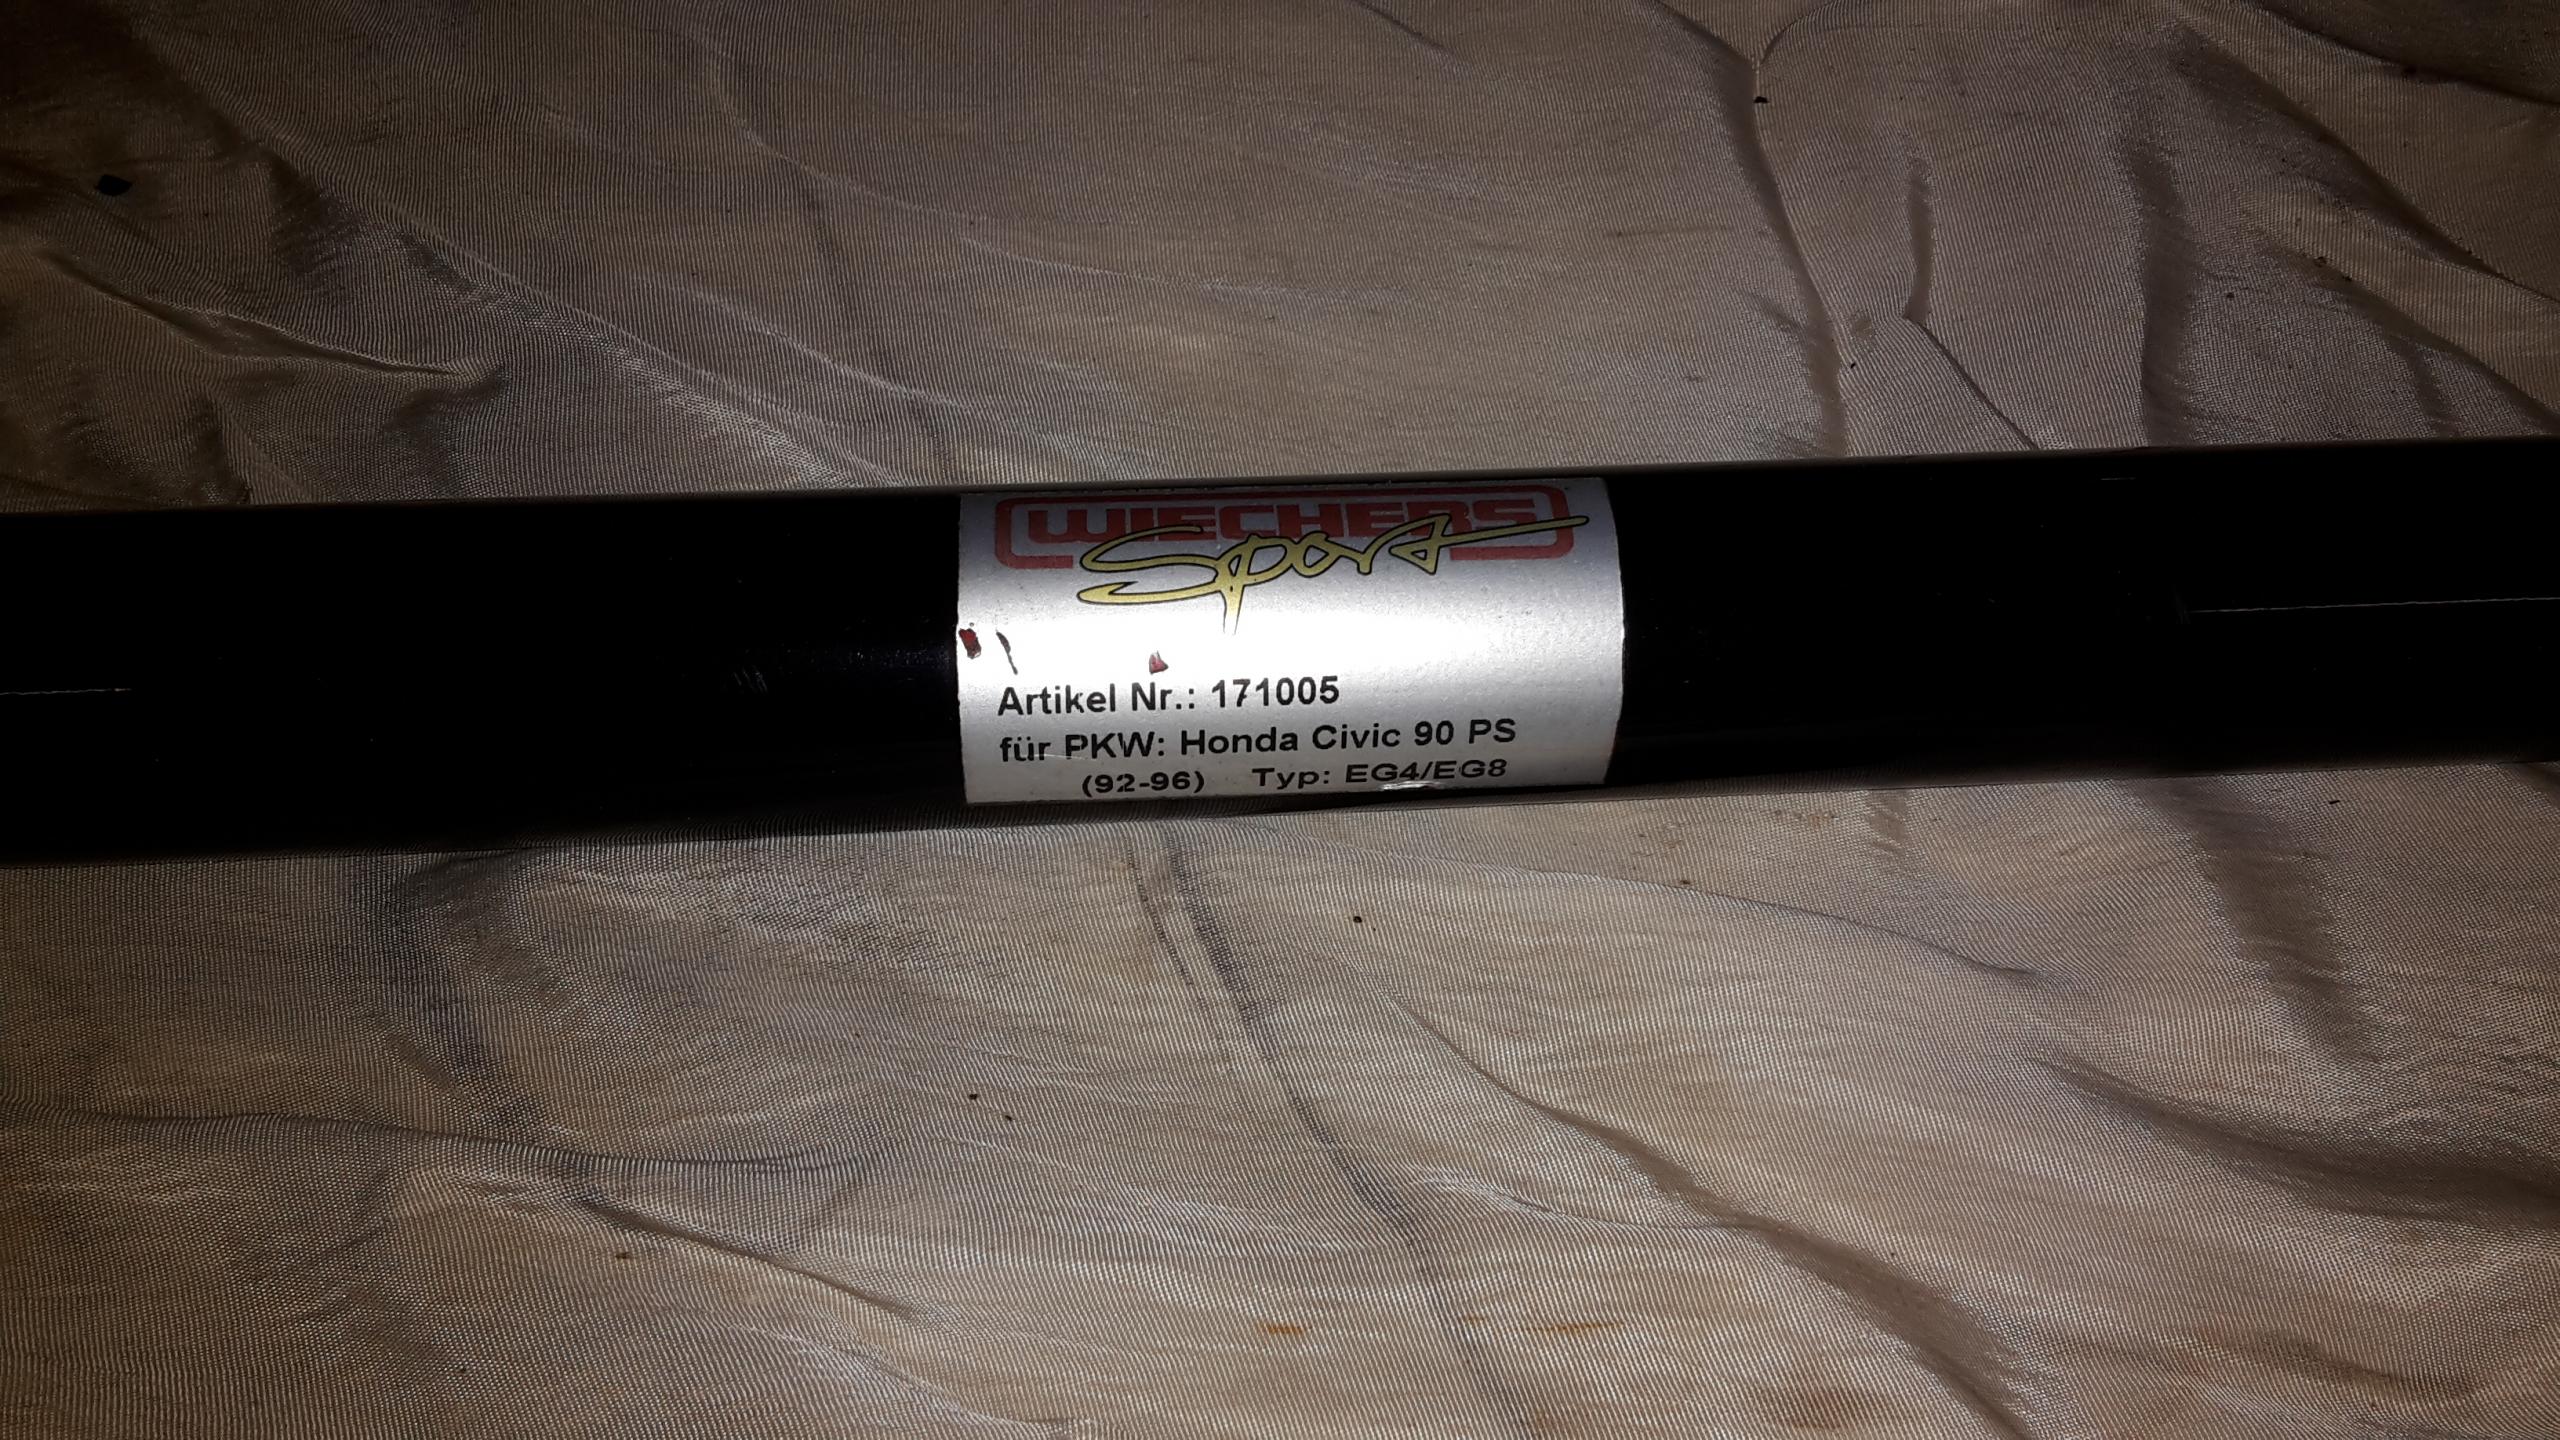 WIECHERS
Sport
Artikel Nr.: 171005
für PKW: Honda Civic 90 PS
(92-96) Typ: EG4/EG8